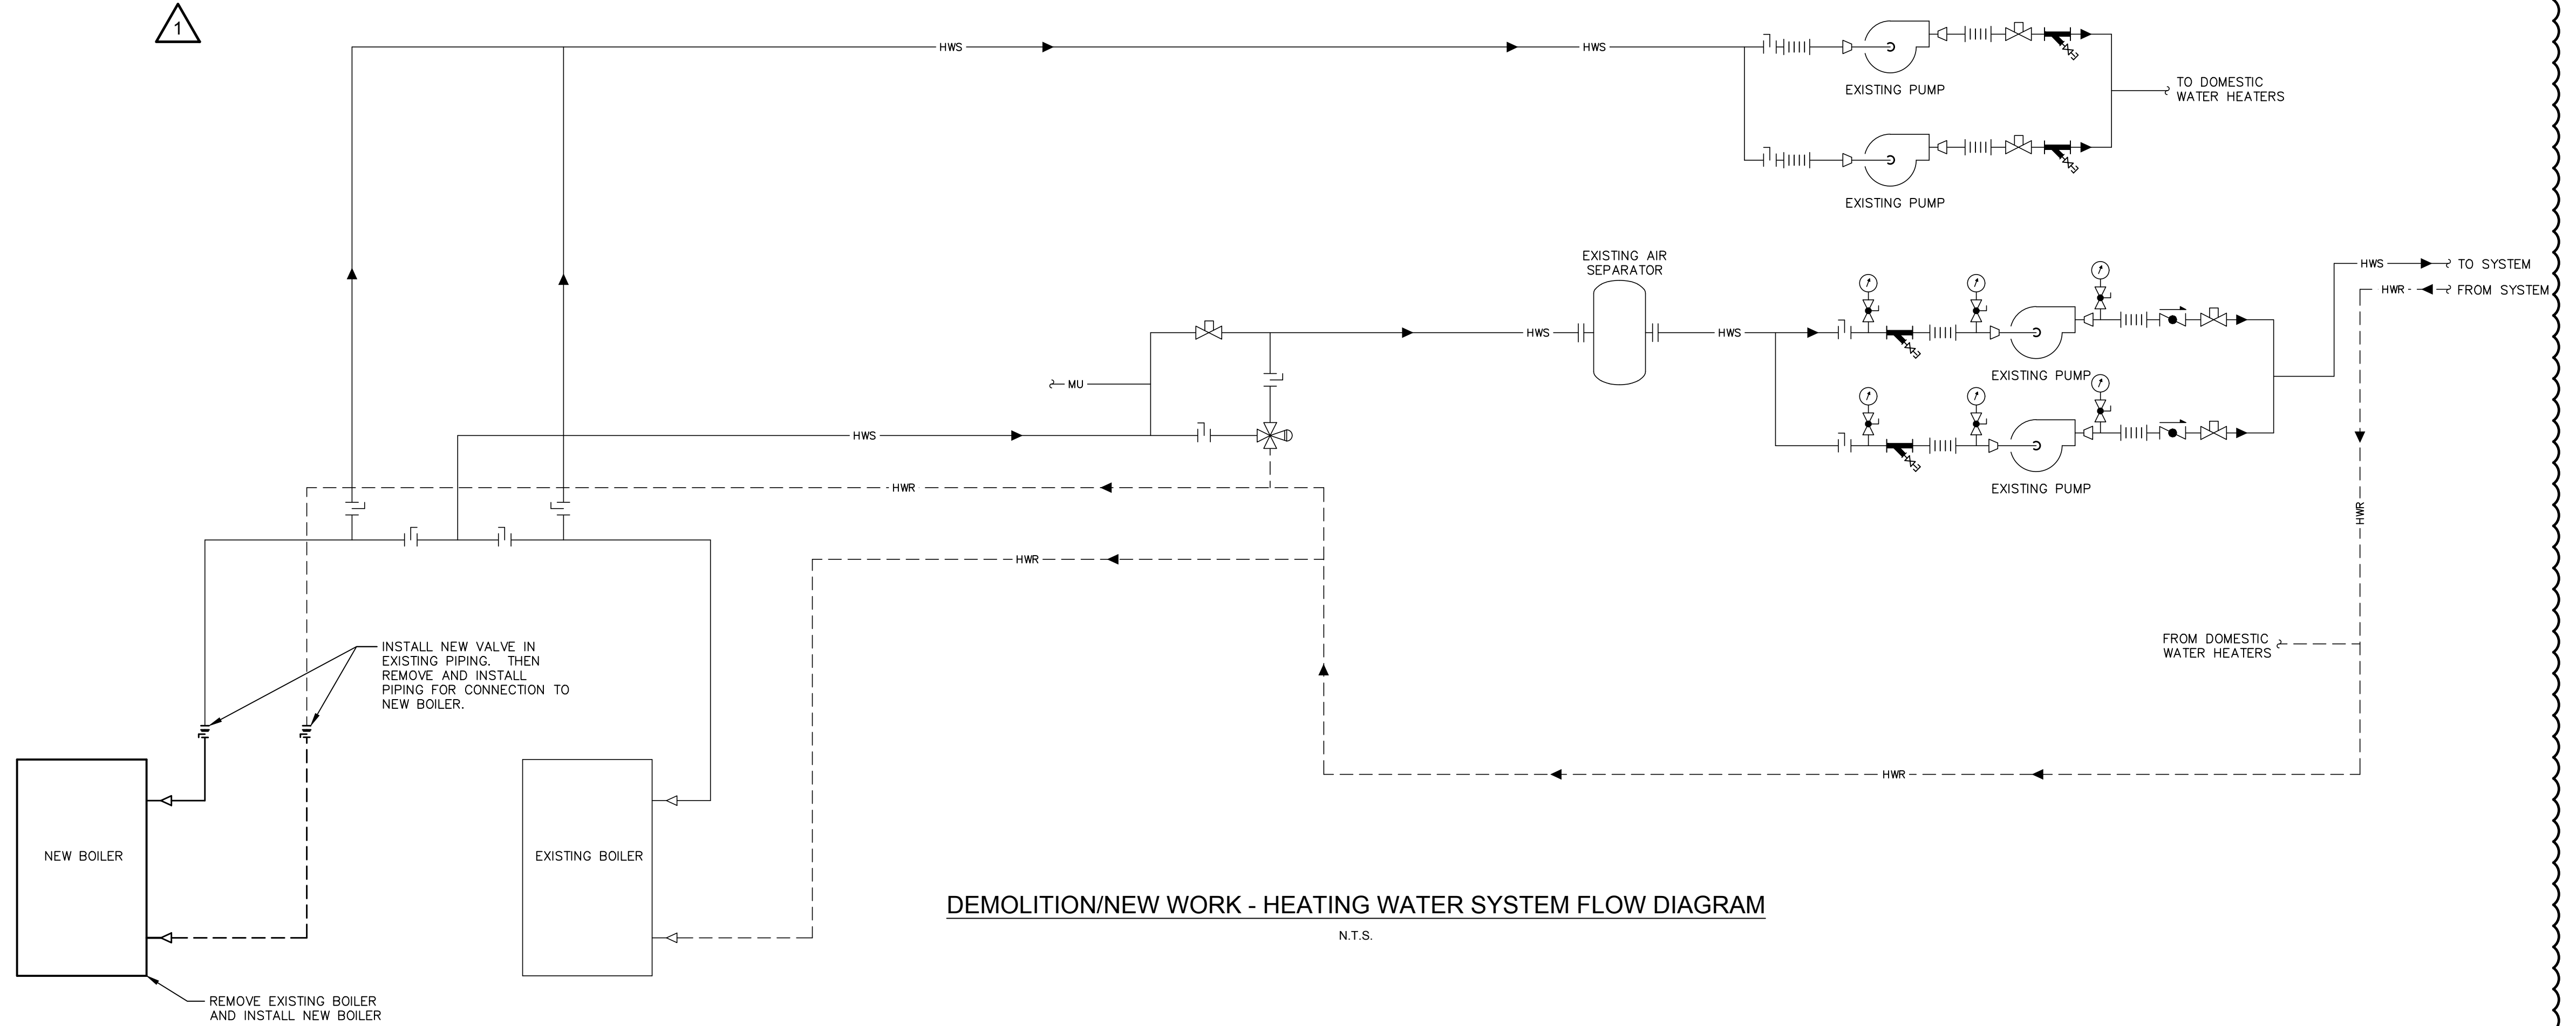 1
HWS
HWS
EXISTING PUMP
TO DOMESTIC
WATER HEATERS
EXISTING PUMP
EXISTING AIR
SEPARATOR
HWS
TO SYSTEM
HWR
FROM SYSTEM
HWS
HWS
EXISTING PUMP
MU
HWS
EXISTING PUMP
HWR
HWR
HWR
INSTALL NEW VALVE IN
EXISTING PIPING. THEN
REMOVE AND INSTALL
PIPING FOR CONNECTION TO
NEW BOILER.
FROM DOMESTIC
WATER HEATERS
HWR
NEW BOILER
EXISTING BOILER
DEMOLITION/NEW WORK - HEATING WATER SYSTEM FLOW DIAGRAM
N.T.S.
REMOVE EXISTING BOILER
AND INSTALL NEW BOILER